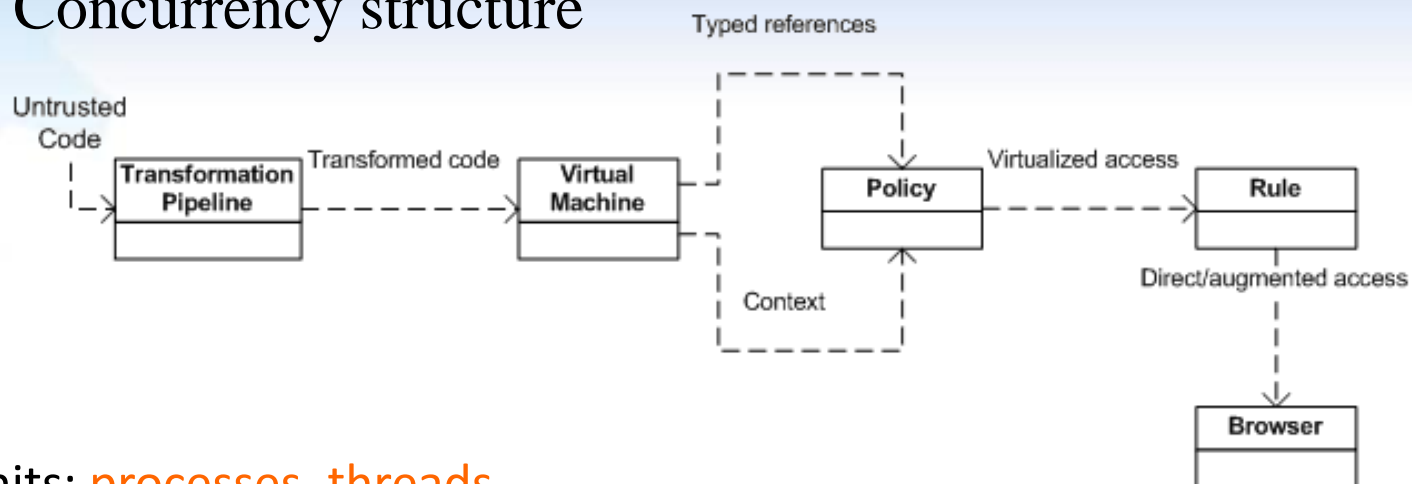 Concurrency structure
Typed references
Untrusted
Code
Transformation
Pipeline
Transformed code
Virtual
Machine
Policy
Virtualized access
Rule
Context
Direct/augmented access
Browser
processes, threads